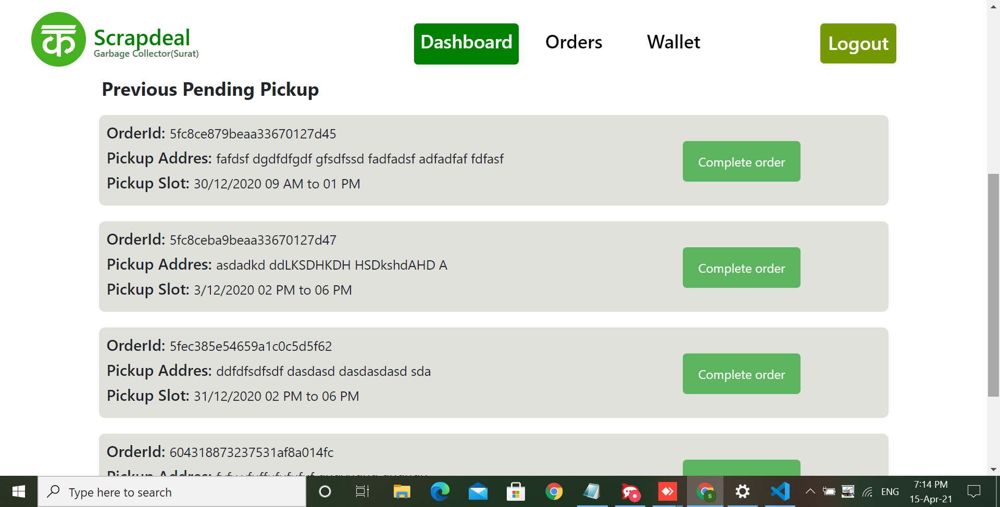 Scrapdeal
Garbage Collector(Surat)
Dashboard
Orders
Wallet
Logout
Previous Pending Pickup
OrderId: 5fc8ce879beaa33670127d45
Pickup Addres: fafdsf dgdfdfgdf gfsdfssd fadfadsf adfadfaf fdfasf
Pickup Slot: 30/12/2020 09 AM to 01 PM
Complete order
OrderId: 5fc8ceba9beaa33670127d47
Pickup Addres: asdadkd ddLKSDHKDH HSDkshdAHD A
Pickup Slot: 3/12/2020 02 PM to 06 PM
Complete order
OrderId: 5fec385e54659a1c0c5d5f62
Pickup Addres: ddfdfsdfsdf dasdasd dasdasdasd sda
Pickup Slot: 31/12/2020 02 PM to 06 PM
Complete order
OrderId: 604318873237531af8a014fc
Pickup Addres:
Type here to search
ENG
7:14 PM
15-Apr-21